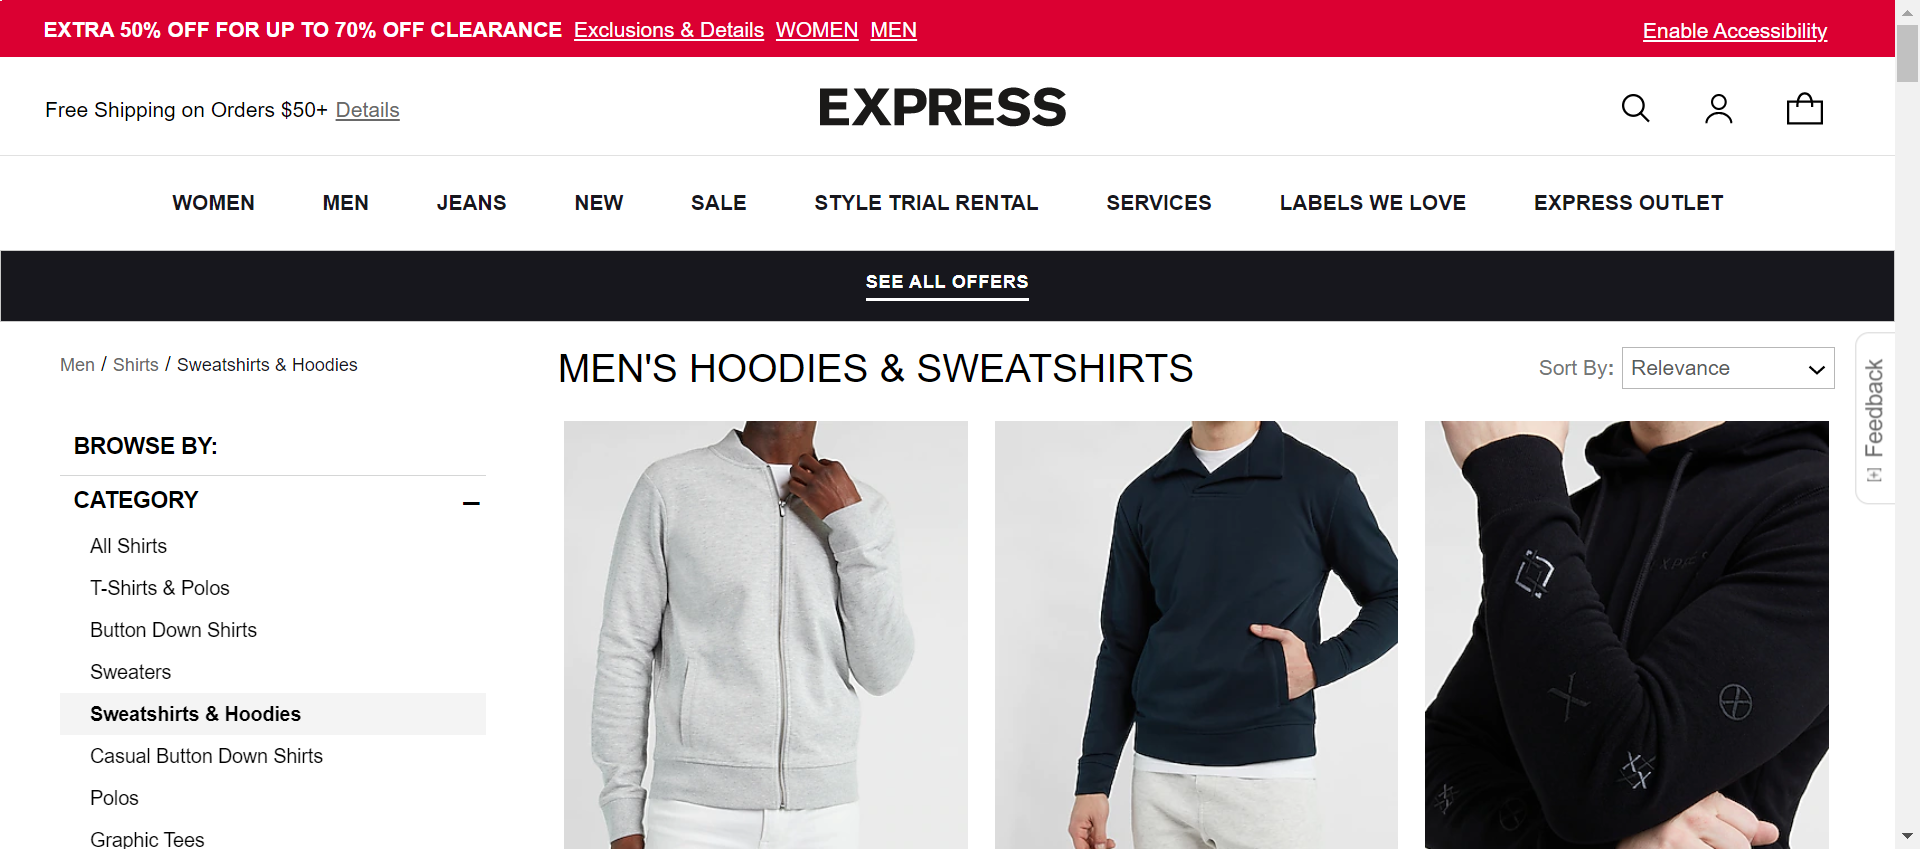 EXTRA 50% OFF FOR UP TO 70% OFF CLEARANCE Exclusions & Details WOMEN MEN Enable Accessibility
Free Shipping on Orders $50+ Details EXPRESS
WOMEN MEN JEANS NEW SALE STYLE TRIAL RENTAL SERVICES LABELS WE LOVE EXPRESS OUTLET
SEE ALL OFFERS
Men / Shirts / Sweatshirts & Hoodies
MEN'S HOODIES & SWEATSHIRTS
Sort By: Relevance
[+] Feedback
BROWSE BY:
CATEGORY
All Shirts
T-Shirts & Polos
Button Down Shirts
Sweaters
Sweatshirts & Hoodies
Casual Button Down Shirts
Polos
Graphic Tees